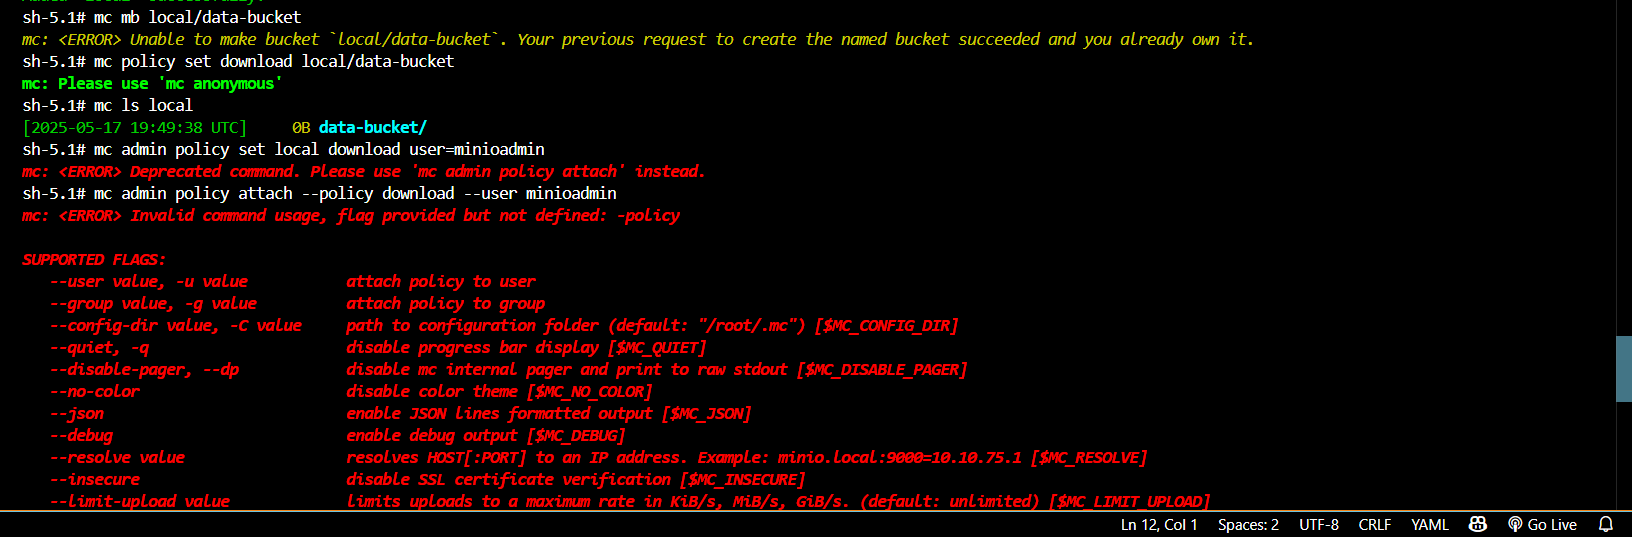 sh-5.1# mc mb local/data-bucket
mc: <ERROR> Unable to make bucket `local/data-bucket`. Your previous request to create the named bucket succeeded and you already own it.
sh-5.1# mc policy set download local/data-bucket
mc: Please use 'mc anonymous'
sh-5.1# mc ls local
[2025-05-17 19:49:38 UTC]     0B data-bucket/
sh-5.1# mc admin policy set local download user=minioadmin
mc: <ERROR> Deprecated command. Please use 'mc admin policy attach' instead.
sh-5.1# mc admin policy attach --policy download --user minioadmin
mc: <ERROR> Invalid command usage, flag provided but not defined: -policy
SUPPORTED FLAGS:
--user value, -u value           attach policy to user
--group value, -g value          attach policy to group
--config-dir value, -C value     path to configuration folder (default: "/root/.mc") [$MC_CONFIG_DIR]
--quiet, -q                      disable progress bar display [$MC_QUIET]
--disable-pager, --dp            disable mc internal pager and print to raw stdout [$MC_DISABLE_PAGER]
--no-color                       disable color theme [$MC_NO_COLOR]
--json                           enable JSON lines formatted output [$MC_JSON]
--debug                          enable debug output [$MC_DEBUG]
--resolve value                  resolves HOST[:PORT] to an IP address. Example: minio.local:9000=10.10.75.1 [$MC_RESOLVE]
--insecure                       disable SSL certificate verification [$MC_INSECURE]
--limit-upload value             limits uploads to a maximum rate in KiB/s, MiB/s, GiB/s. (default: unlimited) [$MC_LIMIT_UPLOAD]
Ln 12, Col 1 Spaces: 2 UTF-8 CRLF YAML Go Live